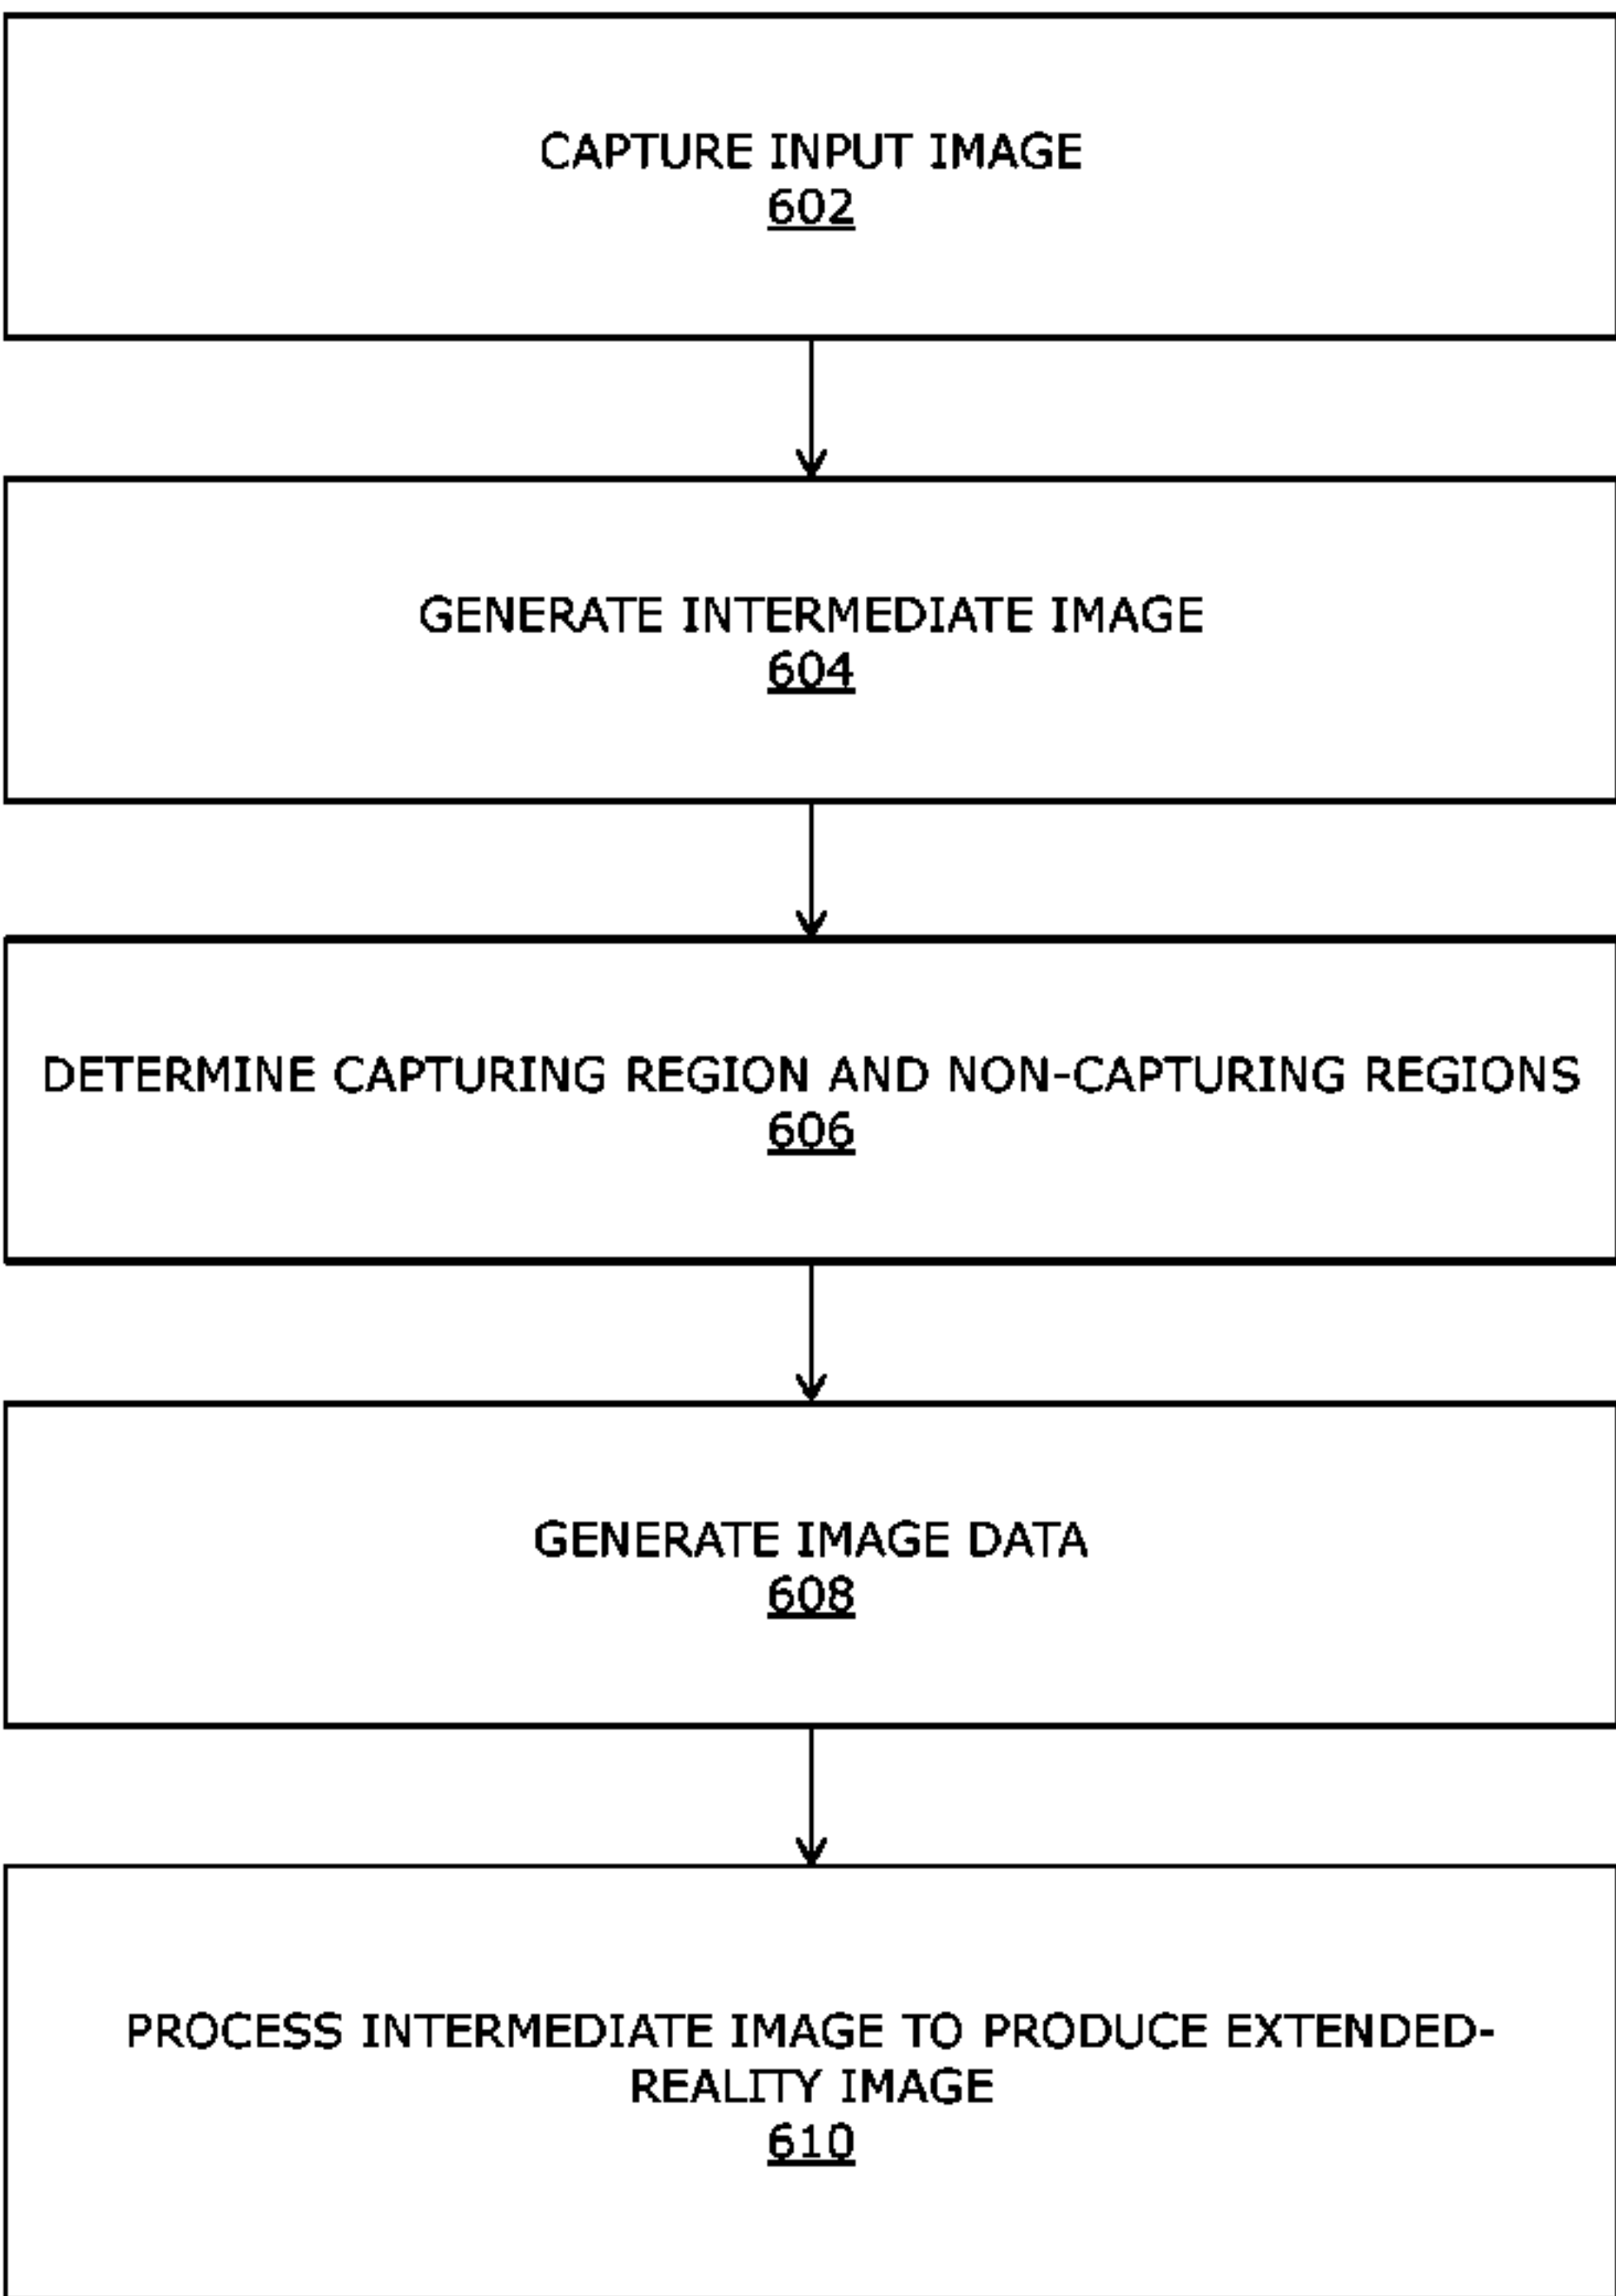 CAPTURE INPUT IMAGE
602
GENERATE INTERMEDIATE IMAGE
604
DETERMINE CAPTURING REGION AND NON-CAPTURING REGIONS
606
GENERATE IMAGE DATA
608
PROCESS INTERMEDIATE IMAGE TO PRODUCE EXTENDED-
REALITY IMAGE
610